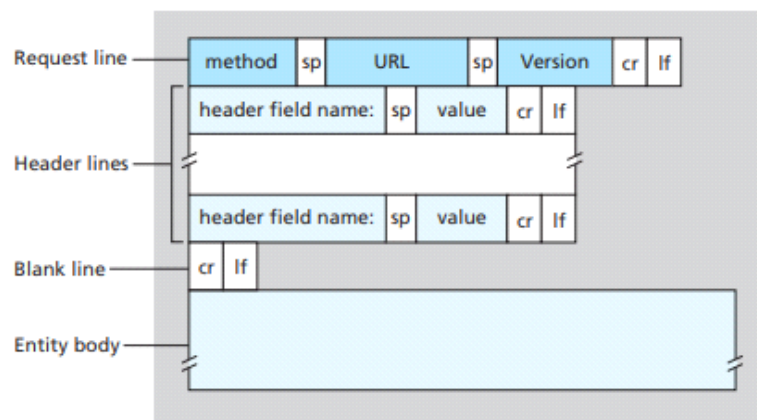 Request line method sp URL sp Version cr lf
header field name: sp value cr lf
Header lines
header field name: sp value cr lf
Blank line cr lf
Entity body